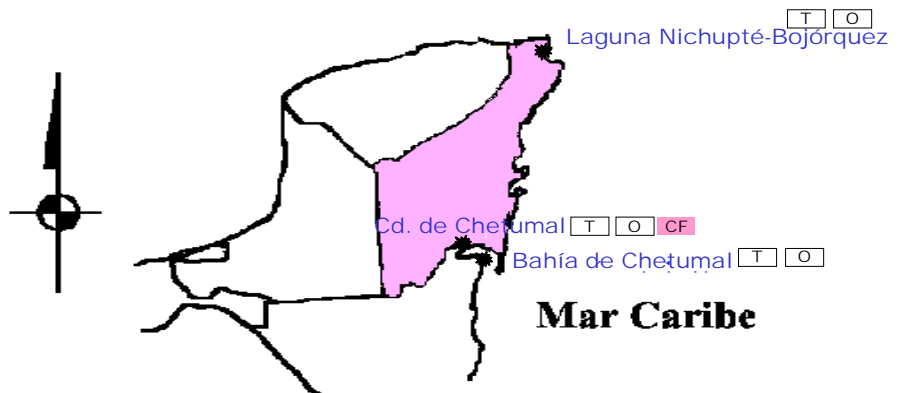 T O
Laguna Nichupté-Bojórquez
Cd. de Chetumal T O CF
Bahía de Chetumal T O
Mar Caribe